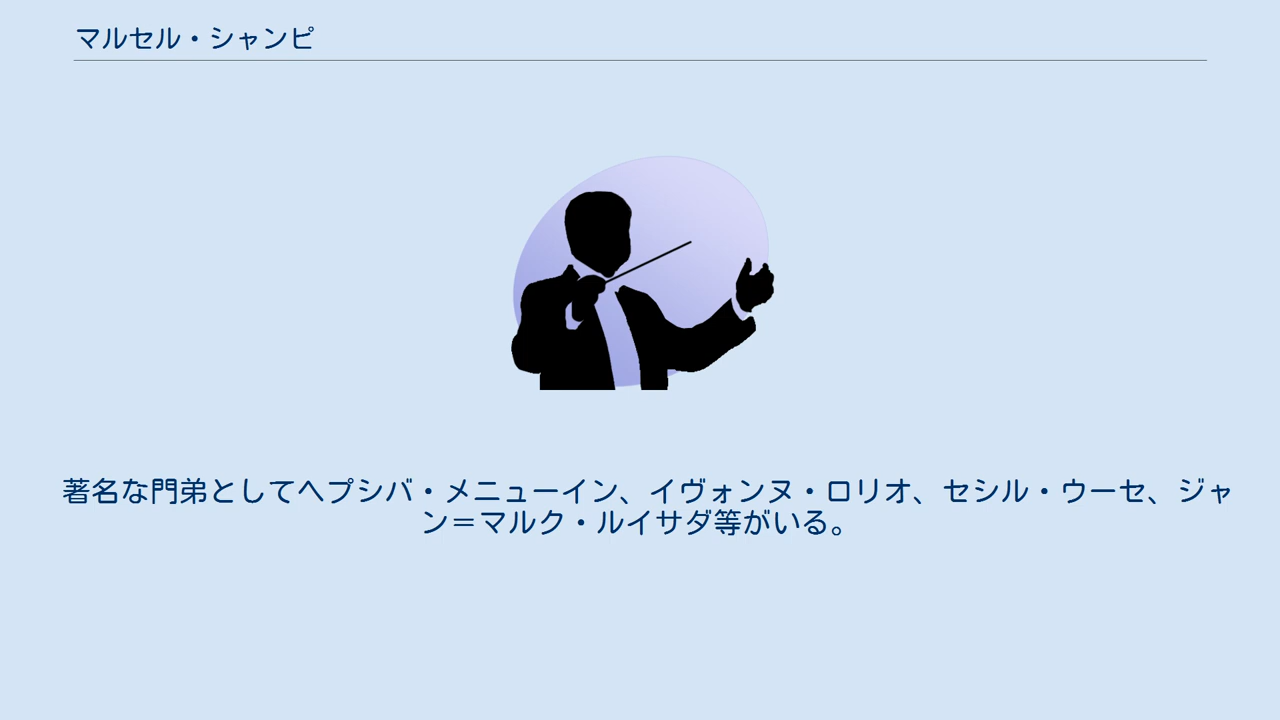 マルセル・シャンピ
著名な門弟としてヘプシバ・メニューイン、イヴォンヌ・ロリオ、セシル・ウーセ、ジャ
ン＝マルク・ルイサダ等がいる。